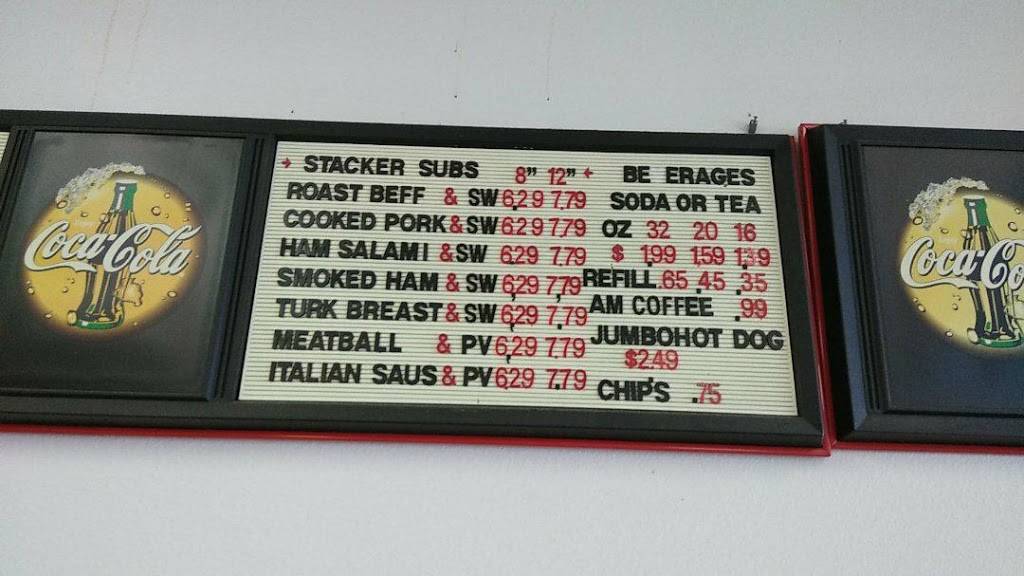 Coca-Cola
→ STACKER SUBS 8" 12" ←
ROAST BEFF & SW 6.29 7.79
COOKED PORK & SW 6.29 7.79
HAM SALAMI & SW 6.29 7.79
SMOKED HAM & SW 6.29 7.79
TURK BREAST & SW 6.29 7.79
MEATBALL & PV 6.29 7.79
ITALIAN SAUS & PV 6.29 7.79
BE ERAGES
SODA OR TEA
OZ 32 20 16
$ 1.99 1.59 1.39
REFILL .65 .45 .35
AM COFFEE .99
JUMBO HOT DOG
$2.49
CHIP'S .75
Coca-Co